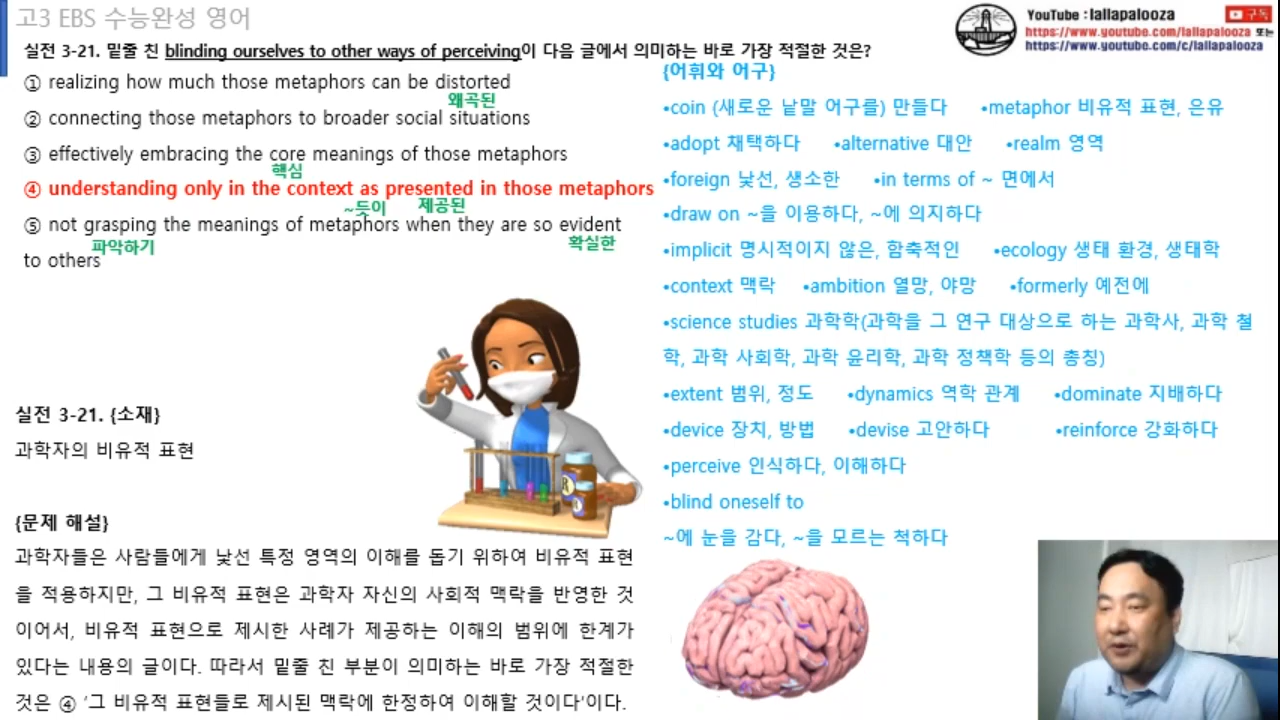 고3 EBS 수능완성 영어
YouTube : lallapalooza
구독
https://www.youtube.com/lallapalooza 또는
https://www.youtube.com/c/lallapalooza
실전 3-21. 밑줄 친 blinding ourselves to other ways of perceiving이 다음 글에서 의미하는 바로 가장 적절한 것은?
① realizing how much those metaphors can be distorted
왜곡된
② connecting those metaphors to broader social situations
③ effectively embracing the core meanings of those metaphors
핵심
④ understanding only in the context as presented in those metaphors
~듯이 제공된
⑤ not grasping the meanings of metaphors when they are so evident
파악하기 확실한
to others
실전 3-21. {소재}
과학자의 비유적 표현
{문제 해설}
과학자들은 사람들에게 낯선 특정 영역의 이해를 돕기 위하여 비유적 표현
을 적용하지만, 그 비유적 표현은 과학자 자신의 사회적 맥락을 반영한 것
이어서, 비유적 표현으로 제시한 사례가 제공하는 이해의 범위에 한계가
있다는 내용의 글이다. 따라서 밑줄 친 부분이 의미하는 바로 가장 적절한
것은 ④ ‘그 비유적 표현들로 제시된 맥락에 한정하여 이해할 것이다’이다.
{어휘와 어구}
•coin (새로운 낱말 어구를) 만들다 •metaphor 비유적 표현, 은유
•adopt 채택하다 •alternative 대안 •realm 영역
•foreign 낯선, 생소한 •in terms of ~ 면에서
•draw on ~을 이용하다, ~에 의지하다
•implicit 명시적이지 않은, 함축적인 •ecology 생태 환경, 생태학
•context 맥락 •ambition 열망, 야망 •formerly 예전에
•science studies 과학학(과학을 그 연구 대상으로 하는 과학사, 과학 철
학, 과학 사회학, 과학 윤리학, 과학 정책학 등의 총칭)
•extent 범위, 정도 •dynamics 역학 관계 •dominate 지배하다
•device 장치, 방법 •devise 고안하다 •reinforce 강화하다
•perceive 인식하다, 이해하다
•blind oneself to
~에 눈을 감다, ~을 모르는 척하다